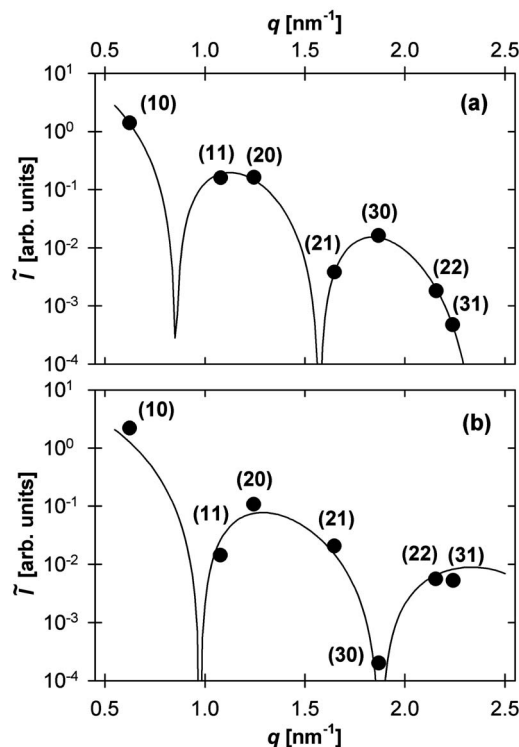 q [nm⁻¹]
0.5 1.0 1.5 2.0 2.5
10¹
(10) (a)
10⁰
(11) (20)
10⁻¹
(30)
10⁻²
(21) (22)
10⁻³
(31)
10⁻⁴
Ĩ [arb. units]
10¹
(10) (b)
10⁰
(20)
10⁻¹
(11) (21)
10⁻²
(22) (31)
10⁻³
(30)
10⁻⁴
Ĩ [arb. units]
0.5 1.0 1.5 2.0 2.5
q [nm⁻¹]